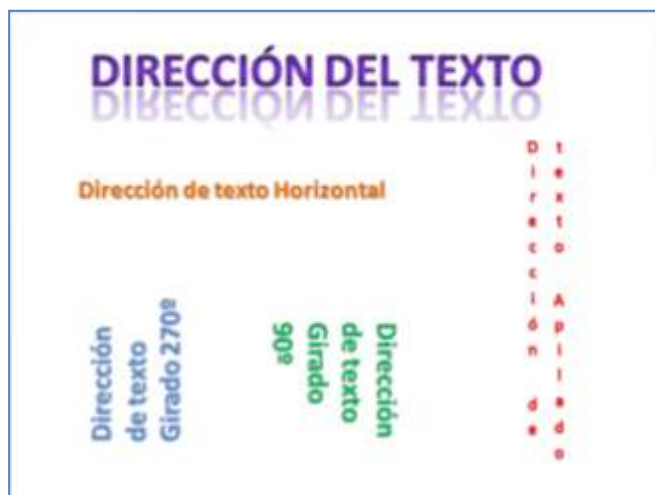 DIRECCIÓN DEL TEXTO
Dirección de texto Horizontal
Dirección
de texto
Girado 270º
Dirección
de texto
Girado
90º
Dirección de
texto Apilado